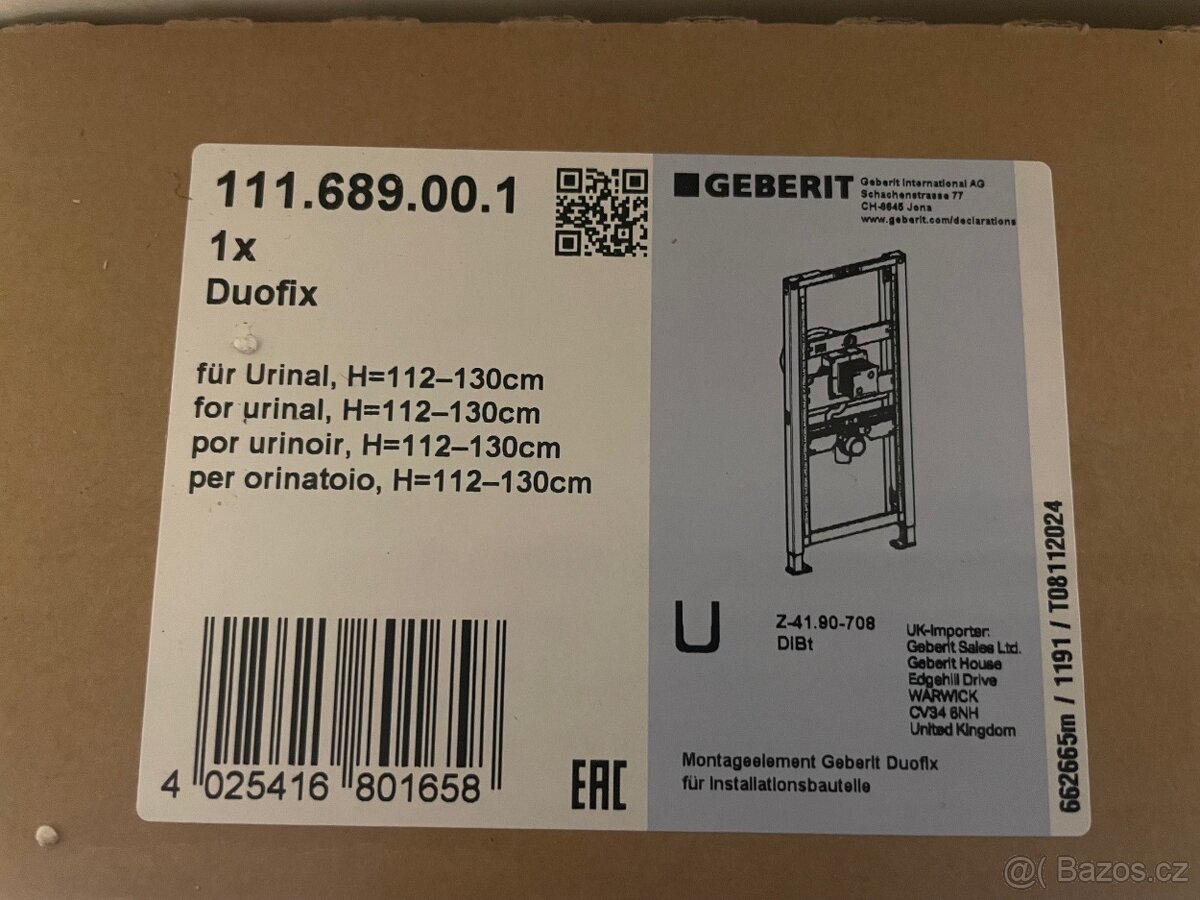 111.689.00.1
1x
Duofix
für Urinal, H=112–130cm
for urinal, H=112–130cm
por urinoir, H=112–130cm
per orinatoio, H=112–130cm
4 025416 801658
EAC
GEBERIT
Geberit International AG
Schachenstrasse 77
CH-8645 Jona
www.geberit.com/declarations
U
Z-41.90-708
DIBt
UK-Importer:
Geberit Sales Ltd.
Geberit House
Edgehill Drive
WARWICK
CV34 6NH
United Kingdom
Montageelement Geberit Duofix
für Installationsbauteile
662665m / 1191 / T08112024
@( Bazos.cz